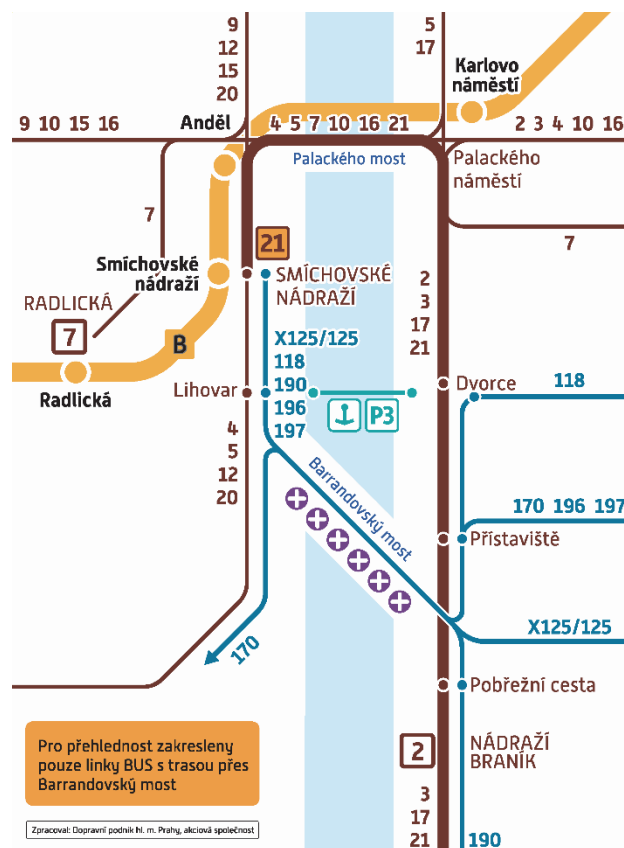 9
12
15
20
5
17
Karlovo
náměstí
Anděl
9 10 15 16
4 5 7 10 16 21
2 3 4 10 16
Palackého most
Palackého
náměstí
7
7
21
Smíchovské
nádraží
SMÍCHOVSKÉ
NÁDRAŽÍ
2
3
17
21
RADLICKÁ
7
B
X125/125
118
190
196
197
Radlická
Lihovar
P3
Dvorce
118
4
5
12
20
Barrandovský most
170 196 197
Přístaviště
X125/125
170
Pobřežní cesta
2
NÁDRAŽÍ
BRANÍK
Pro přehlednost zakresleny
pouze linky BUS s trasou přes
Barrandovský most
3
17
21
190
Zpracoval: Dopravní podnik hl. m. Prahy, akciová společnost